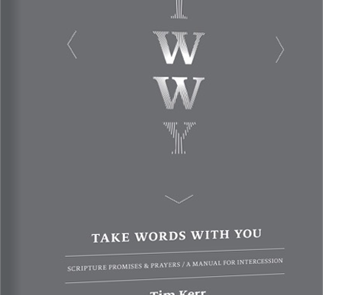 T
W
W
Y
TAKE WORDS WITH YOU
SCRIPTURE PROMISES & PRAYERS / A MANUAL FOR INTERCESSION
Tim Kerr